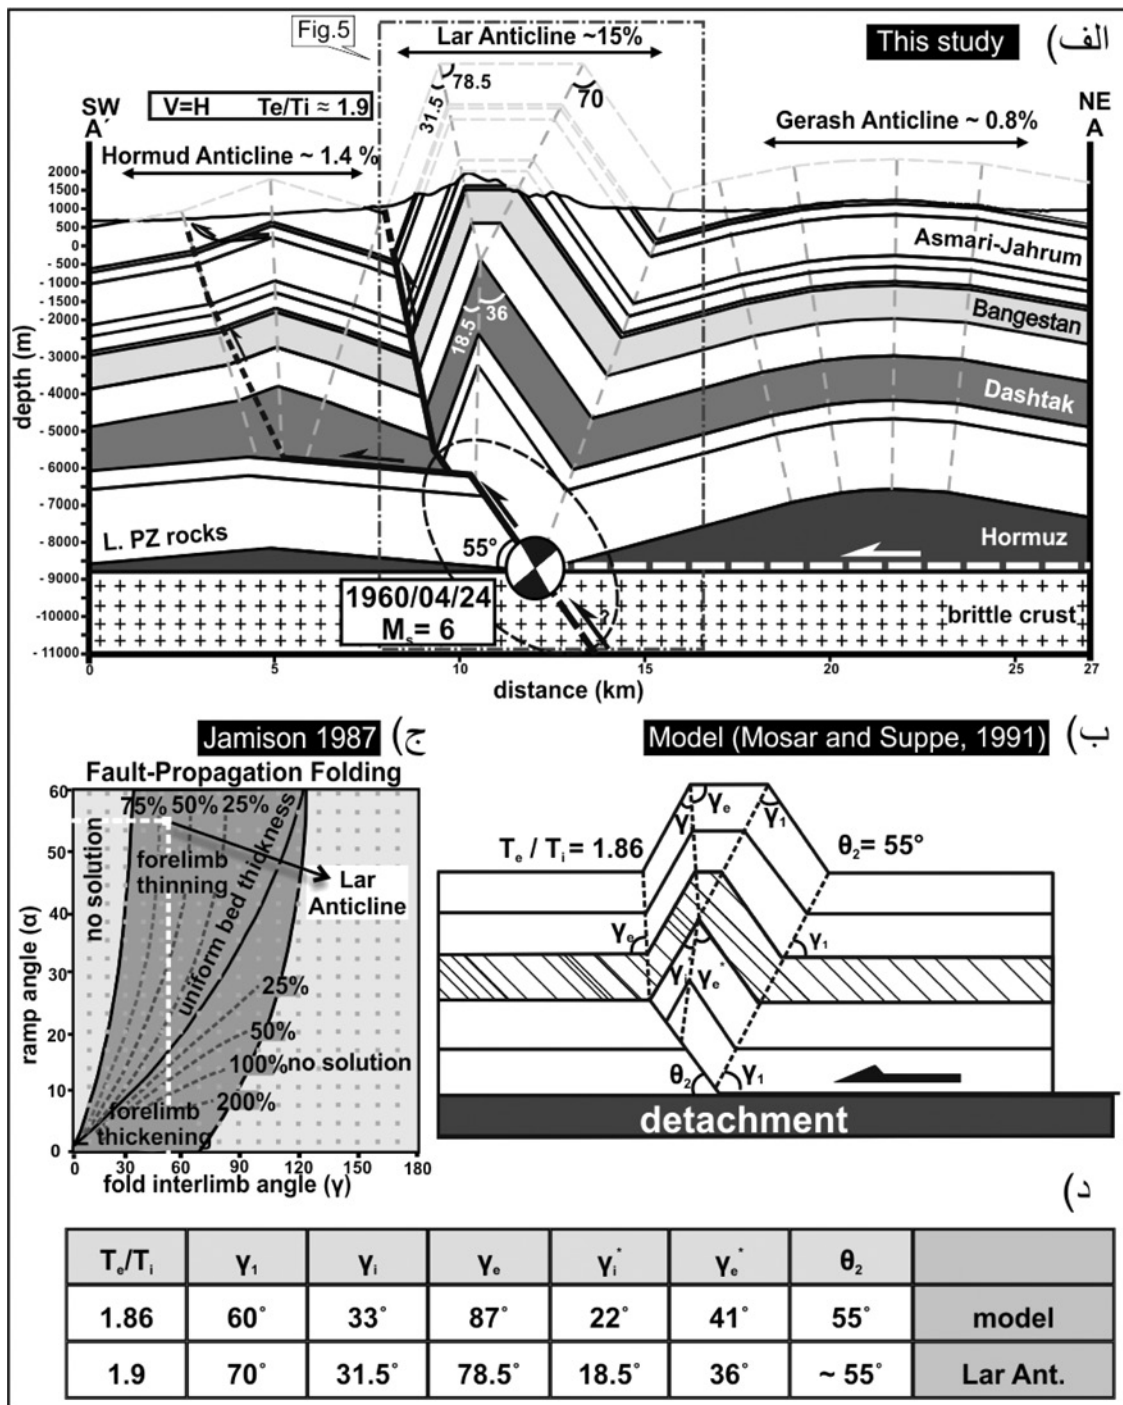 Fig.5
Lar Anticline ~15%
This study
الف)
SW
A´
V=H Te/Ti ≈ 1.9
31.5
78.5
70
NE
A
Hormud Anticline ~ 1.4 %
Gerash Anticline ~ 0.8%
depth (m)
2000
1500
1000
500
0
- 500
-1000
-1500
-2000
-3000
-4000
-5000
-6000
-7000
-8000
-9000
-10000
-11000
Asmari-Jahrum
Bangestan
Dashtak
18.5
36
L. PZ rocks
55°
Hormuz
1960/04/24
Ms= 6
?
brittle crust
0 5 10 15 20 25 27
distance (km)
Jamison 1987
ج)
Fault-Propagation Folding
ramp angle (α)
60
50
40
30
20
10
0
75% 50% 25%
no solution
forelimb
thinning
uniform bed thickness
Lar
Anticline
25%
50%
100% no solution
200%
forelimb
thickening
0 30 60 90 120 150 180
fold interlimb angle (γ)
Model (Mosar and Suppe, 1991)
ب)
Te / Ti = 1.86
γe
γ1
θ2= 55°
γe
γ1
γe*
θ2
γ1
detachment
د)
Te/Ti γ1 γi γe γi* γe* θ2
1.86 60° 33° 87° 22° 41° 55° model
1.9 70° 31.5° 78.5° 18.5° 36° ~ 55° Lar Ant.